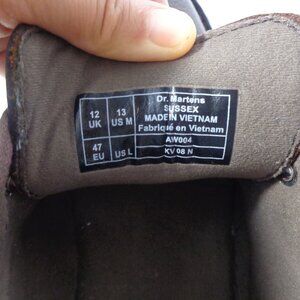 12 UK
13 US M
47 EU
US L
Dr. Martens
SUSSEX
MADE IN VIETNAM
Fabriqué en Vietnam
AW004
KV 08 N